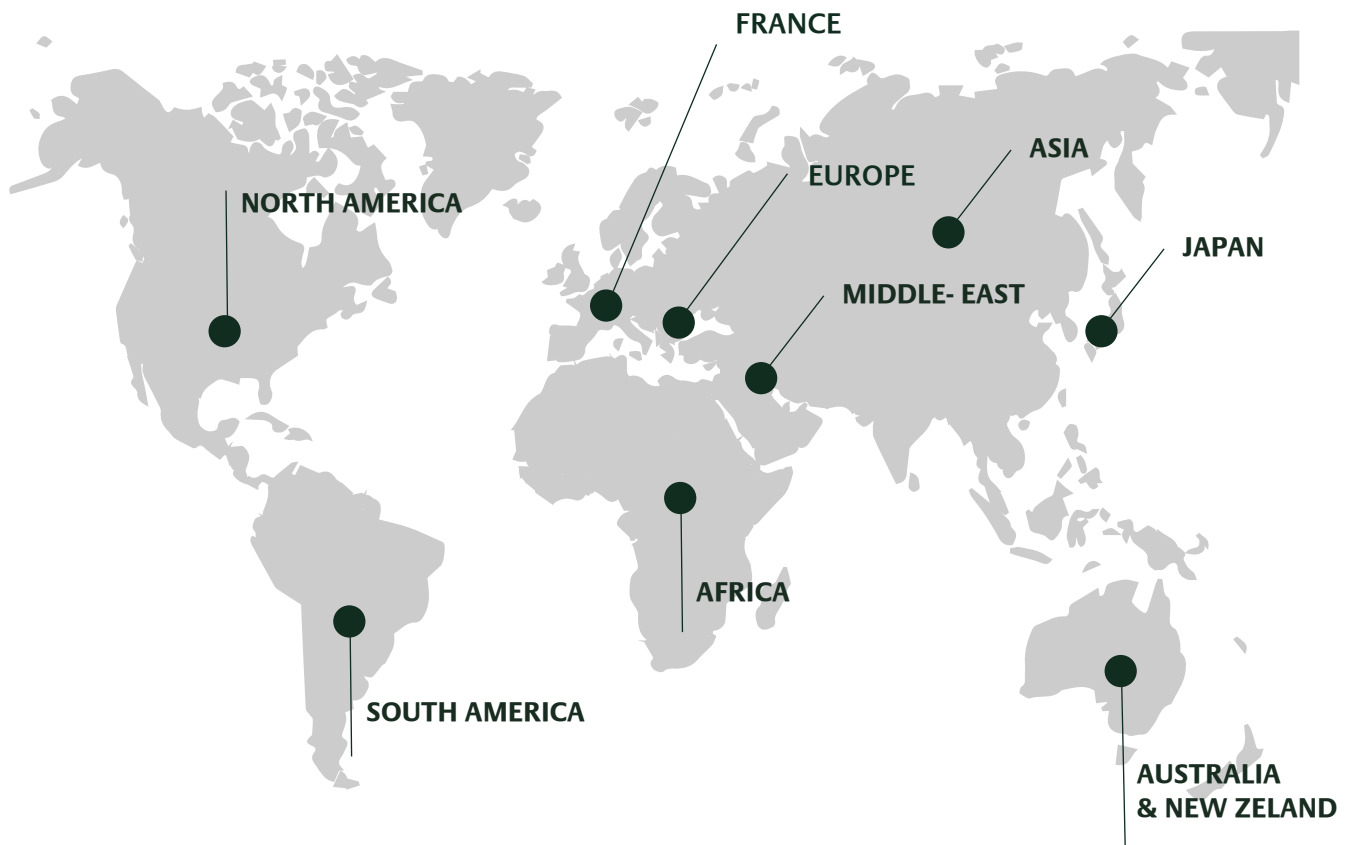 FRANCE
ASIA
EUROPE
NORTH AMERICA
JAPAN
MIDDLE- EAST
AFRICA
SOUTH AMERICA
AUSTRALIA
& NEW ZELAND